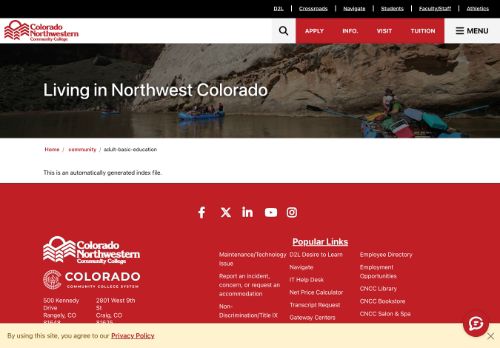 D2L
Crossroads
Navigate
Students
Faculty/Staff
Athletics
Colorado
Northwestern
Community College
APPLY
INFO.
VISIT
TUITION
MENU
Living in Northwest Colorado
Home / community / adult-basic-education
This is an automatically generated index file.
Colorado
Northwestern
Community College
COLORADO
COMMUNITY COLLEGE SYSTEM
500 Kennedy
Drive
Rangely, CO
81648
2801 West 9th
St
Craig, CO
81625
Popular Links
Maintenance/Technology
Issue
Report an incident,
concern, or request an
accommodation
Non-
Discrimination/Title IX
D2L Desire to Learn
Navigate
IT Help Desk
Net Price Calculator
Transcript Request
Gateway Centers
Employee Directory
Employment
Opportunities
CNCC Library
CNCC Bookstore
CNCC Salon & Spa
By using this site, you agree to our Privacy Policy